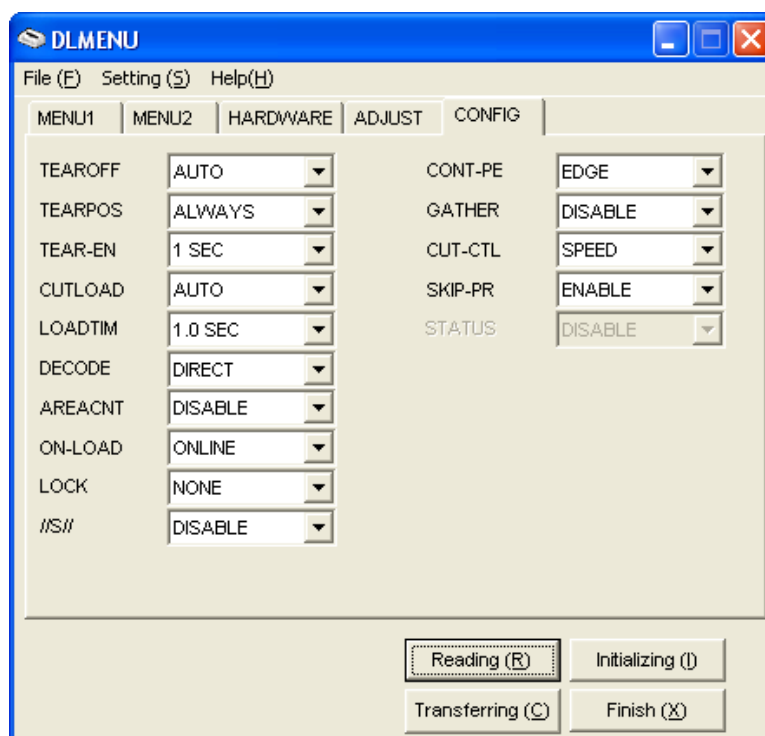 DLMENU
File (F) Setting (S) Help(H)
MENU1 MENU2 HARDWARE ADJUST CONFIG
TEAROFF AUTO CONT-PE EDGE
TEARPOS ALWAYS GATHER DISABLE
TEAR-EN 1 SEC CUT-CTL SPEED
CUTLOAD AUTO SKIP-PR ENABLE
LOADTIM 1.0 SEC STATUS DISABLE
DECODE DIRECT
AREACNT DISABLE
ON-LOAD ONLINE
LOCK NONE
//S// DISABLE
Reading (R) Initializing (I)
Transferring (C) Finish (X)